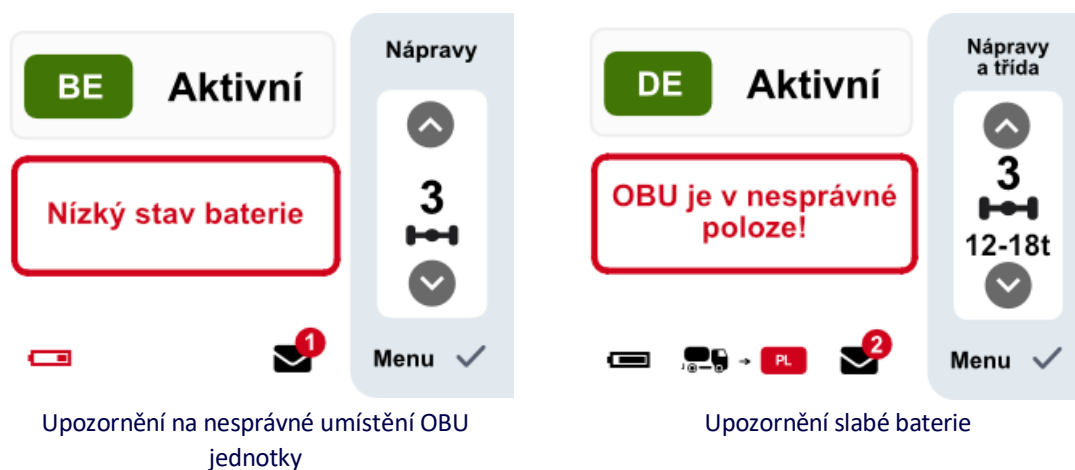 BE Aktivní
Nízký stav baterie
1
Nápravy
3
Menu
Upozornění na nesprávné umístění OBU
jednotky
DE Aktivní
OBU je v nesprávné
poloze!
PL 2
Nápravy
a třída
3
12-18t
Menu
Upozornění slabé baterie